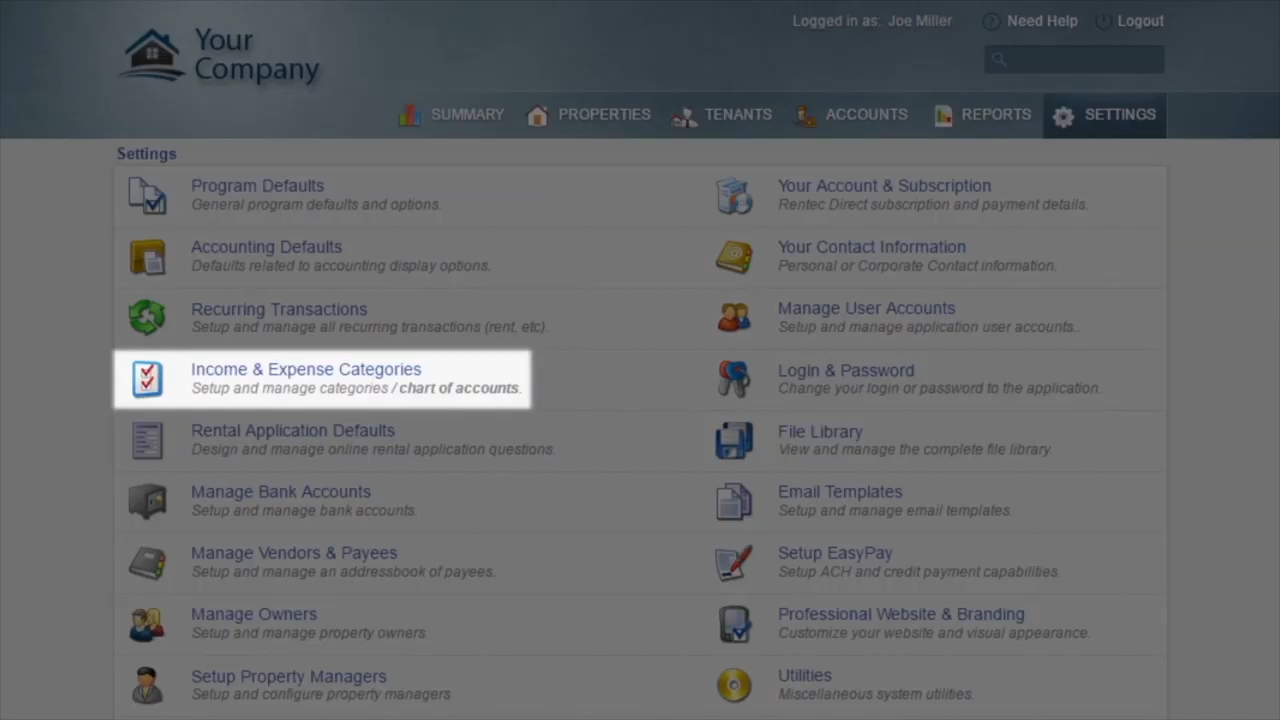 Your
Company
Logged in as: Joe Miller
Need Help
Logout
SUMMARY
PROPERTIES
TENANTS
ACCOUNTS
REPORTS
SETTINGS
Settings
Program Defaults
General program defaults and options.
Your Account & Subscription
Rentec Direct subscription and payment details.
Accounting Defaults
Defaults related to accounting display options.
Your Contact Information
Personal or Corporate Contact information.
Recurring Transactions
Setup and manage all recurring transactions (rent, etc).
Manage User Accounts
Setup and manage application user accounts..
Income & Expense Categories
Setup and manage categories / chart of accounts.
Login & Password
Change your login or password to the application.
Rental Application Defaults
Design and manage online rental application questions.
File Library
View and manage the complete file library.
Manage Bank Accounts
Setup and manage bank accounts.
Email Templates
Setup and manage email templates.
Manage Vendors & Payees
Setup and manage an addressbook of payees.
Setup EasyPay
Setup ACH and credit payment capabilities.
Manage Owners
Setup and manage property owners
Professional Website & Branding
Customize your website and visual appearance.
Setup Property Managers
Setup and configure property managers
Utilities
Miscellaneous system utilities.